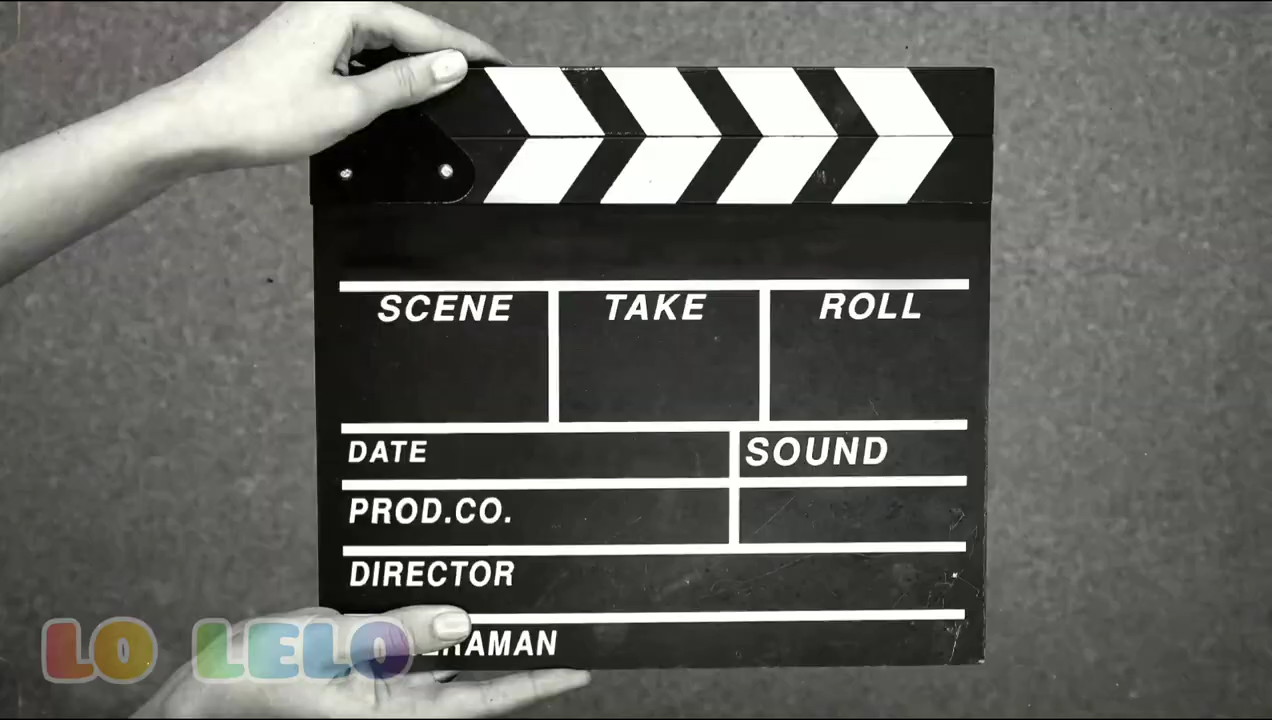 SCENE TAKE ROLL
DATE SOUND
PROD.CO.
DIRECTOR
LO LELO